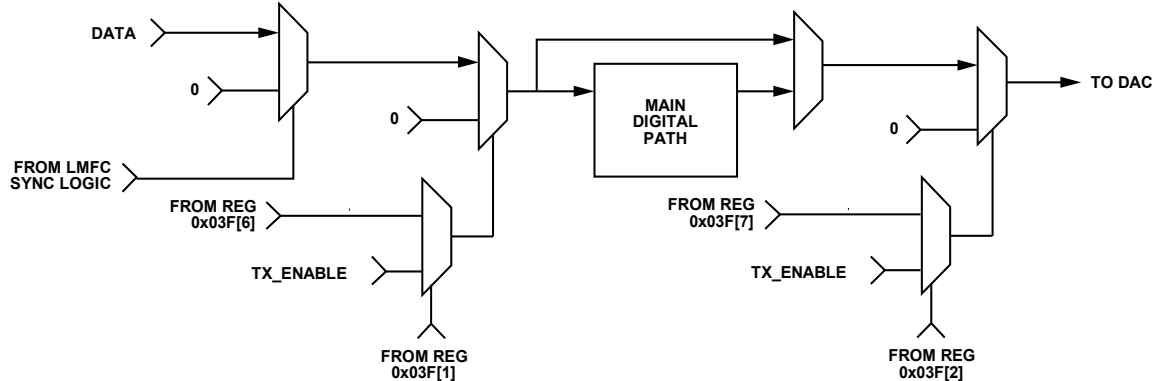 DATA
0
FROM LMFC
SYNC LOGIC
FROM REG
0x03F[6]
TX_ENABLE
FROM REG
0x03F[1]
0
MAIN
DIGITAL
PATH
FROM REG
0x03F[7]
TX_ENABLE
FROM REG
0x03F[2]
0
TO DAC